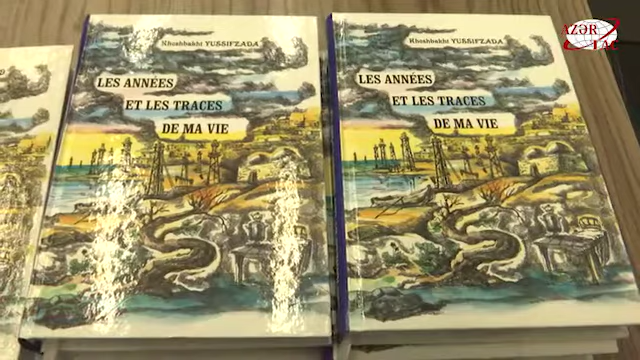 Khoshbakht YUSSIFZADA
LES ANNÉES
ET LES TRACES
DE MA VIE
Khoshbakht YUSSIFZADA
LES ANNÉES
ET LES TRACES
DE MA VIE
AZƏR
TAC